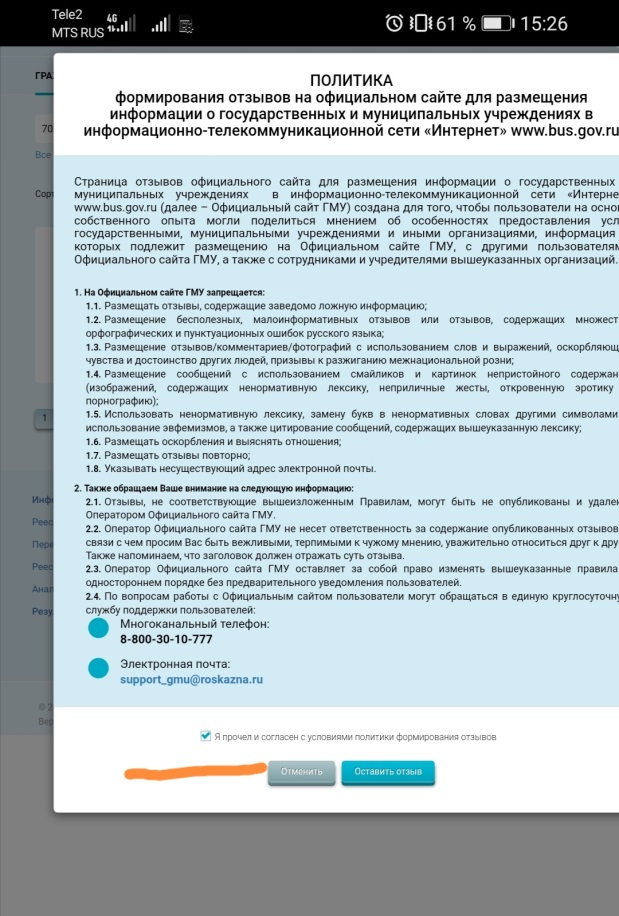 Tele2
4G
61 %
15:26
MTS RUS
ГРА
ПОЛИТИКА
формирования отзывов на официальном сайте для размещения
информации о государственных и муниципальных учреждениях в
информационно-телекоммуникационной сети «Интернет» www.bus.gov.ru
70
Все
Сорт
Страница отзывов официального сайта для размещения информации о государственных
муниципальных учреждениях в информационно-телекоммуникационной сети «Интерне
www.bus.gov.ru (далее – Официальный сайт ГМУ) создана для того, чтобы пользователи на осно
собственного опыта могли поделиться мнением об особенностях предоставления усл
государственными, муниципальными учреждениями и иными организациями, информация
которых подлежит размещению на Официальном сайте ГМУ, с другими пользователям
Официального сайта ГМУ, а также с сотрудниками и учредителями вышеуказанных организаций.
1. На Официальном сайте ГМУ запрещается:
1.1. Размещать отзывы, содержащие заведомо ложную информацию;
1.2. Размещение бесполезных, малоинформативных отзывов или отзывов, содержащих множест
орфографических и пунктуационных ошибок русского языка;
1.3. Размещение отзывов/комментариев/фотографий с использованием слов и выражений, оскорбляющ
чувства и достоинство других людей, призывы к разжиганию межнациональной розни;
1.4. Размещение сообщений с использованием смайликов и картинок непристойного содержан
(изображений, содержащих ненормативную лексику, неприличные жесты, откровенную эротику
порнографию);
1.5. Использовать ненормативную лексику, замену букв в ненормативных словах другими символами
использование эвфемизмов, а также цитирование сообщений, содержащих вышеуказанную лексику;
1.6. Размещать оскорбления и выяснять отношения;
1.7. Размещать отзывы повторно;
1.8. Указывать несуществующий адрес электронной почты.
1
2. Также обращаем Ваше внимание на следующую информацию:
2.1. Отзывы, не соответствующие вышеизложенным Правилам, могут быть не опубликованы и удале
Оператором Официального сайта ГМУ.
2.2. Оператор Официального сайта ГМУ не несет ответственность за содержание опубликованных отзывов
связи с чем просим Вас быть вежливыми, терпимыми к чужому мнению, уважительно относиться друг к дру
Также напоминаем, что заголовок должен отражать суть отзыва.
2.3. Оператор Официального сайта ГМУ оставляет за собой право изменять вышеуказанные правила
одностороннем порядке без предварительного уведомления пользователей.
2.4. По вопросам работы с Официальным сайтом пользователи могут обращаться в единую круглосуточну
службу поддержки пользователей:
Инфо
Реес
Пере
Реес
Анал
Резу
Многоканальный телефон:
8-800-30-10-777
Электронная почта:
support_gmu@roskazna.ru
© 2
Вер
Я прочел и согласен с условиями политики формирования отзывов
Отменить
Оставить отзыв